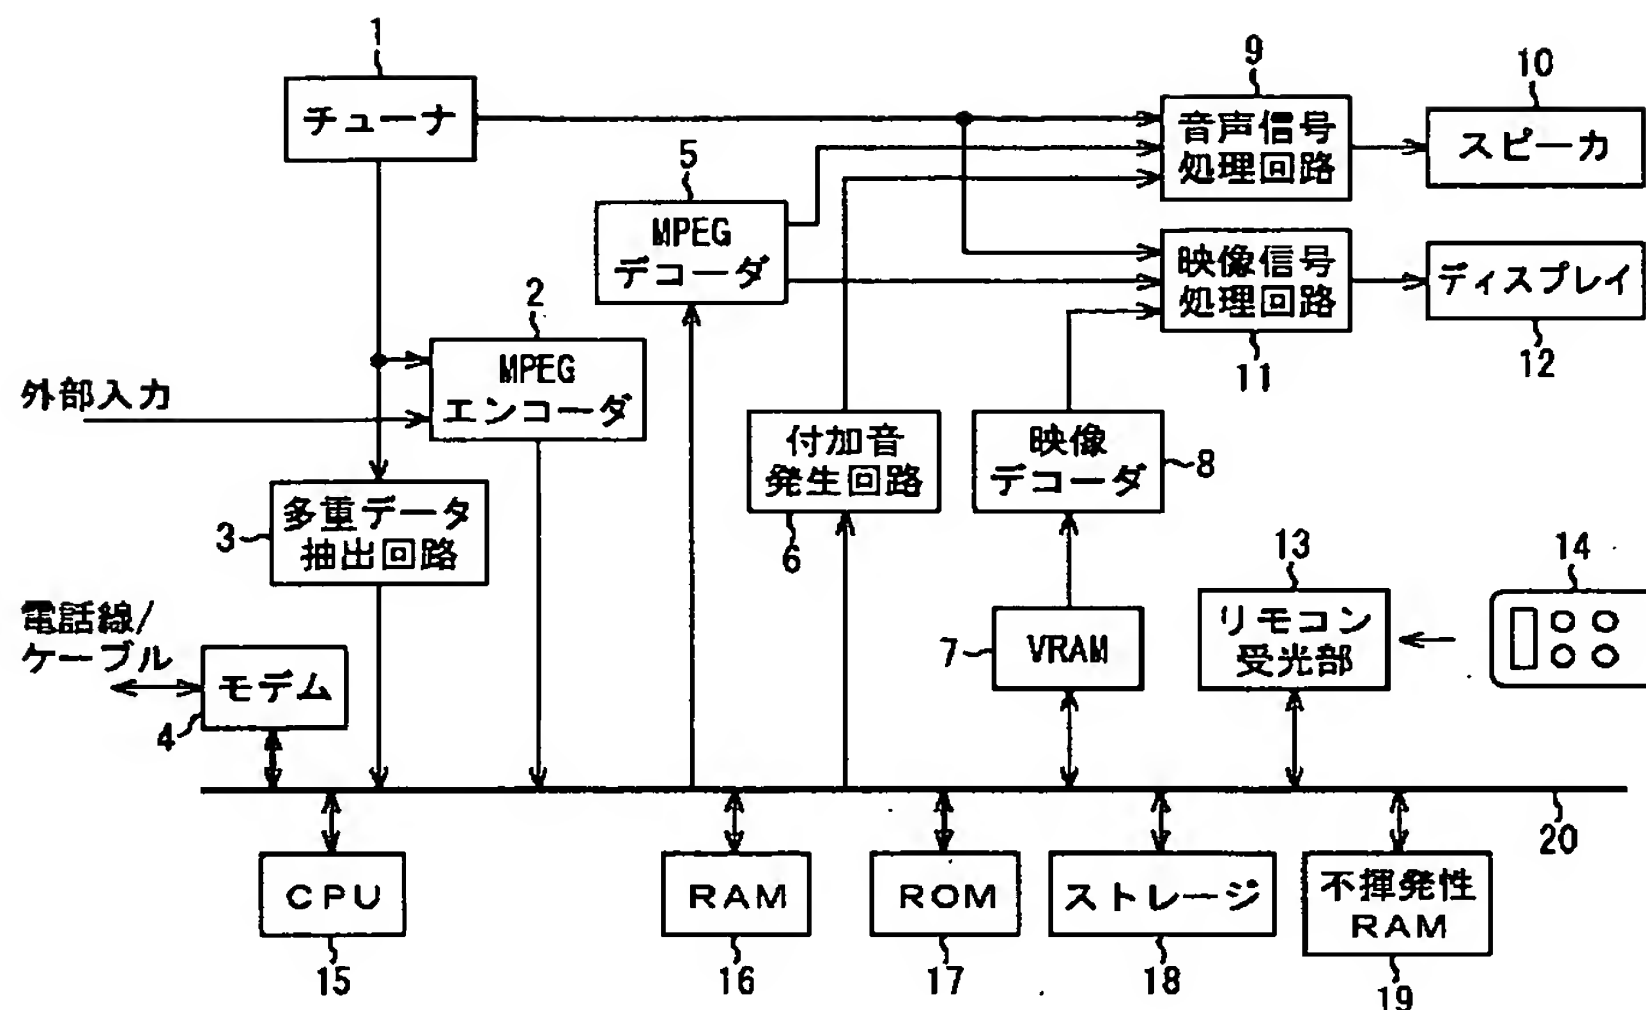 1
チューナ
9
音声信号
処理回路
10
スピーカ
5
MPEG
デコーダ
映像信号
処理回路
11
ディスプレイ
12
2
MPEG
エンコーダ
外部入力
付加音
発生回路
6
映像
デコーダ
8
3
多重データ
抽出回路
13
リモコン
受光部
14
電話線/
ケーブル
モデム
4
7
VRAM
20
CPU
15
RAM
16
ROM
17
ストレージ
18
不揮発性
RAM
19